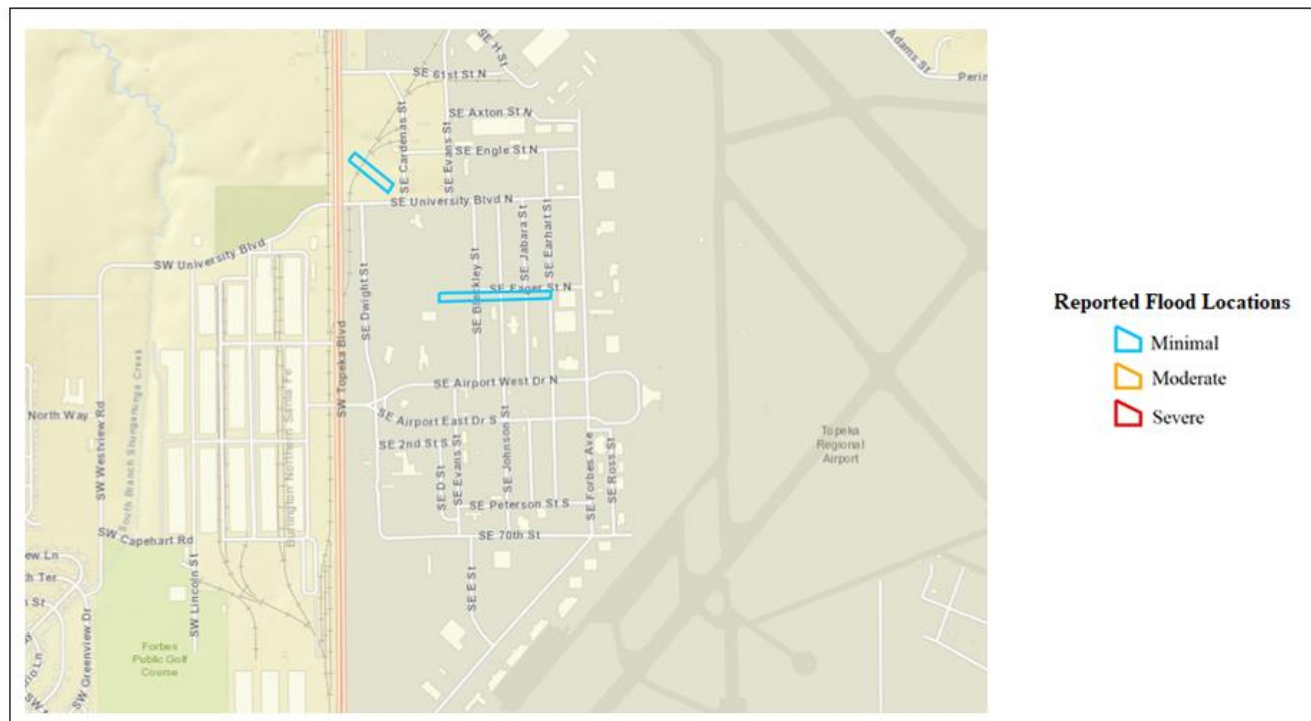 SE H St
Adams St
SE 61st St N
Perin
SE Axton St N
SE Cardenas St
SE Evans St
SE Engle St N
SE University Blvd N
SW University Blvd
SE Jabara St
SE Earhart St
SE Bleckley St
SE Eager St N
SE Dwight St
SW Topeka Blvd
Reported Flood Locations
Minimal
Moderate
Severe
South Branch Shunganunga Creek
Burlington Northern Santa Fe
SE Airport West Dr N
North Way
SW Westview Rd
SE Airport East Dr S
SE 2nd St S
SE D St
SE Evans St
SE Johnson St
SE Forbes Ave
SE Ross St
Topeka
Regional
Airport
SE Peterson St S
SE 70th St
SW Capehart Rd
ew Ln
h Ter
n St
SW Lincoln St
SE E St
SW Greenview Dr
Forbes
Public Golf
Course